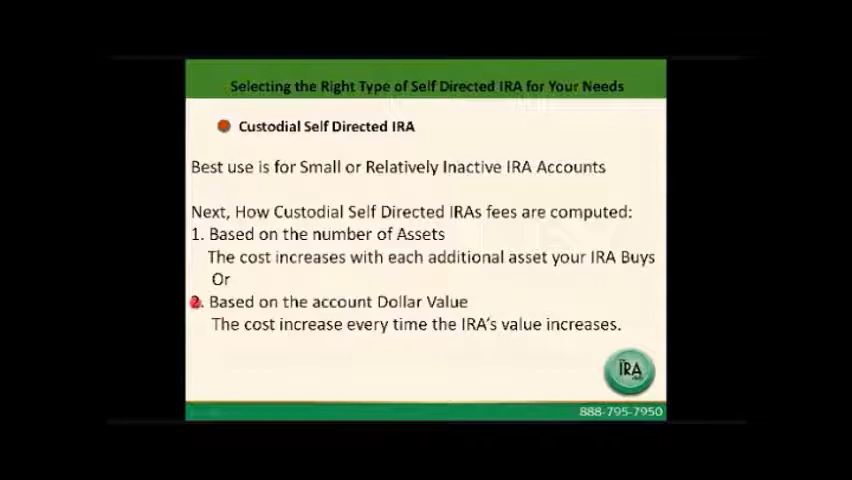 Selecting the Right Type of Self Directed IRA for Your Needs
Custodial Self Directed IRA
Best use is for Small or Relatively Inactive IRA Accounts
Next, How Custodial Self Directed IRAs fees are computed:
1. Based on the number of Assets
The cost increases with each additional asset your IRA Buys
Or
2. Based on the account Dollar Value
The cost increase every time the IRA's value increases.
IRA
888-795-7950